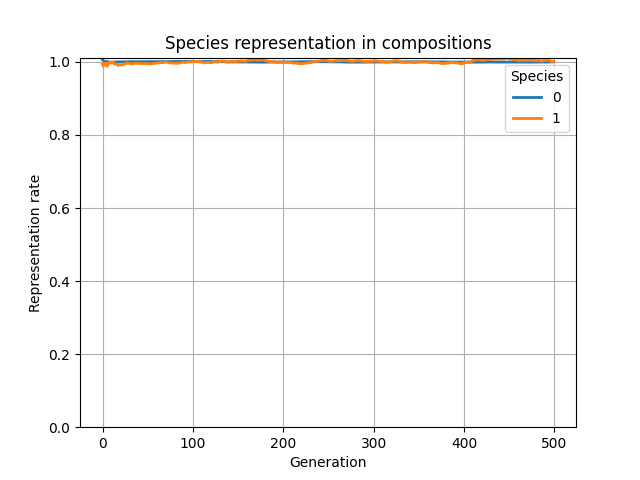 Species representation in compositions
Representation rate
1.0
0.8
0.6
0.4
0.2
0.0
Species
0
1
0 100 200 300 400 500
Generation